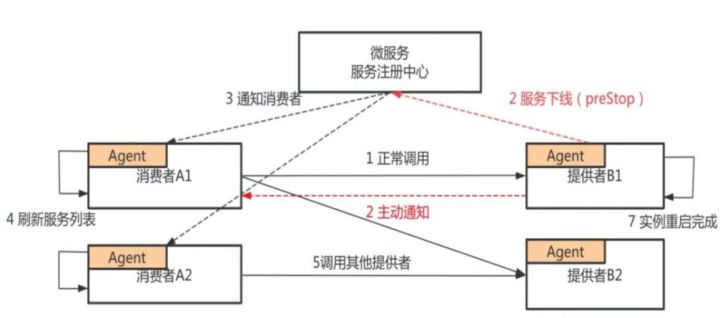 微服务
服务注册中心
3 通知消费者
2 服务下线（preStop）
Agent
消费者A1
1 正常调用
Agent
提供者B1
4 刷新服务列表
2 主动通知
7 实例重启完成
Agent
消费者A2
5调用其他提供者
Agent
提供者B2